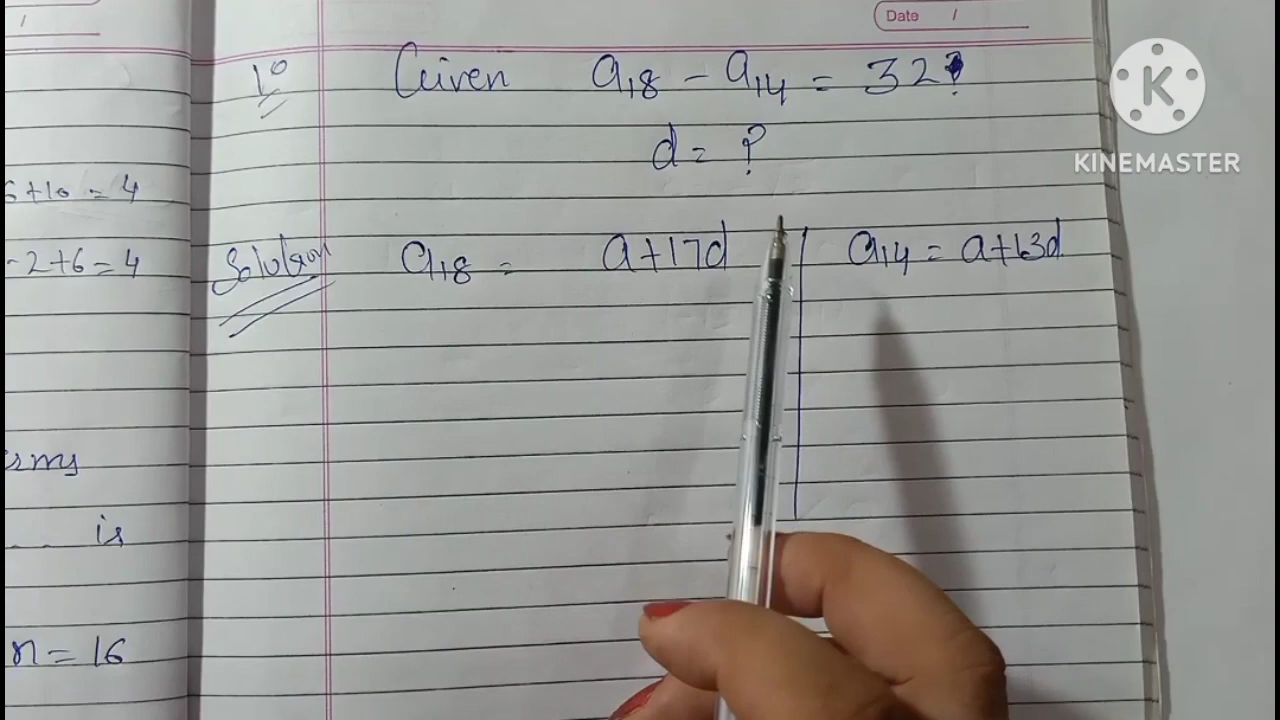 /
Date /
1°
Given a18 - a14 = 32?
d = ?
6+10 = 4
-2+6=4
Solution a18 = a+17d
a14 = a+13d
is
n = 16
K
KINEMASTER